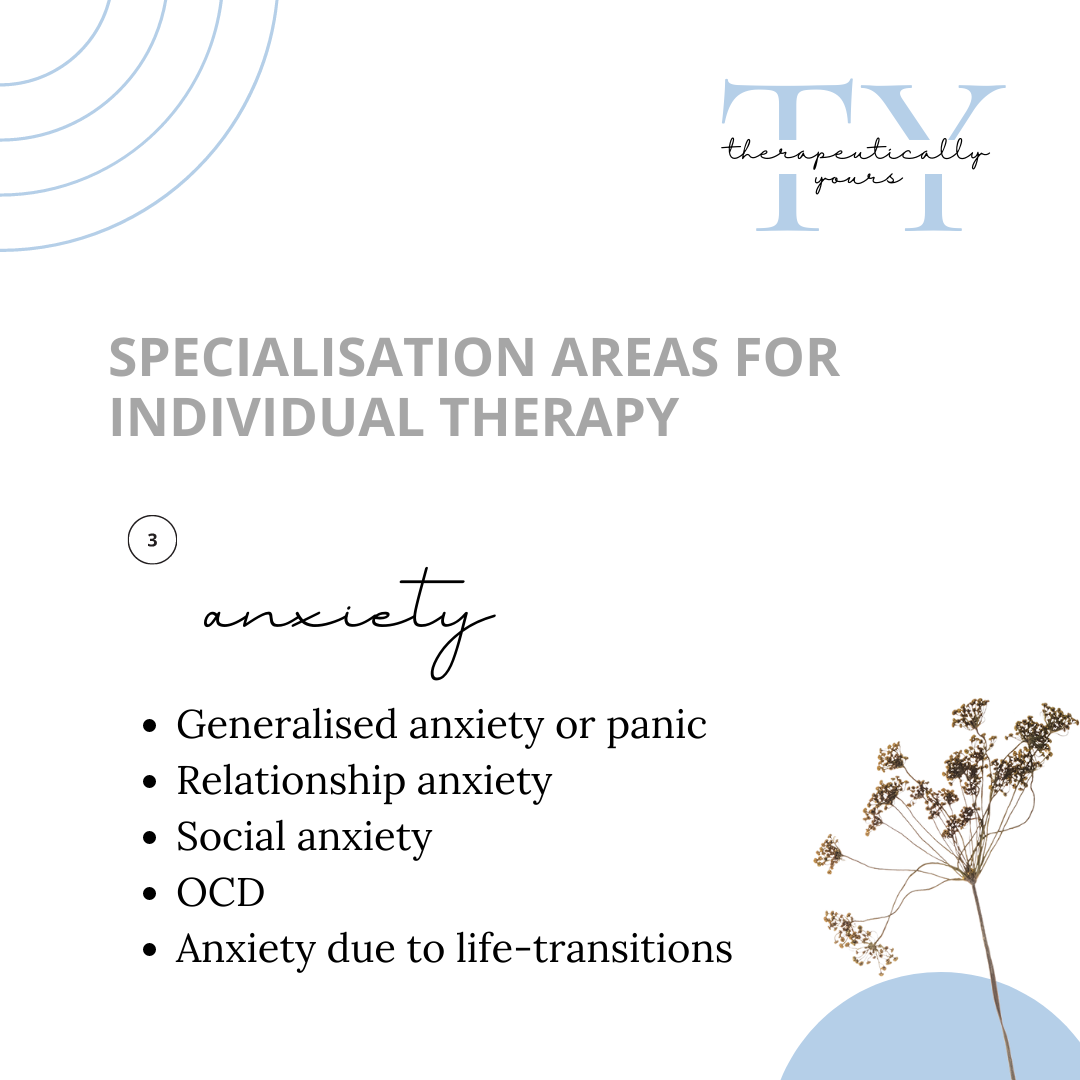 TY
therapeutically
yours
SPECIALISATION AREAS FOR
INDIVIDUAL THERAPY
3
anxiety
• Generalised anxiety or panic
• Relationship anxiety
• Social anxiety
• OCD
• Anxiety due to life-transitions